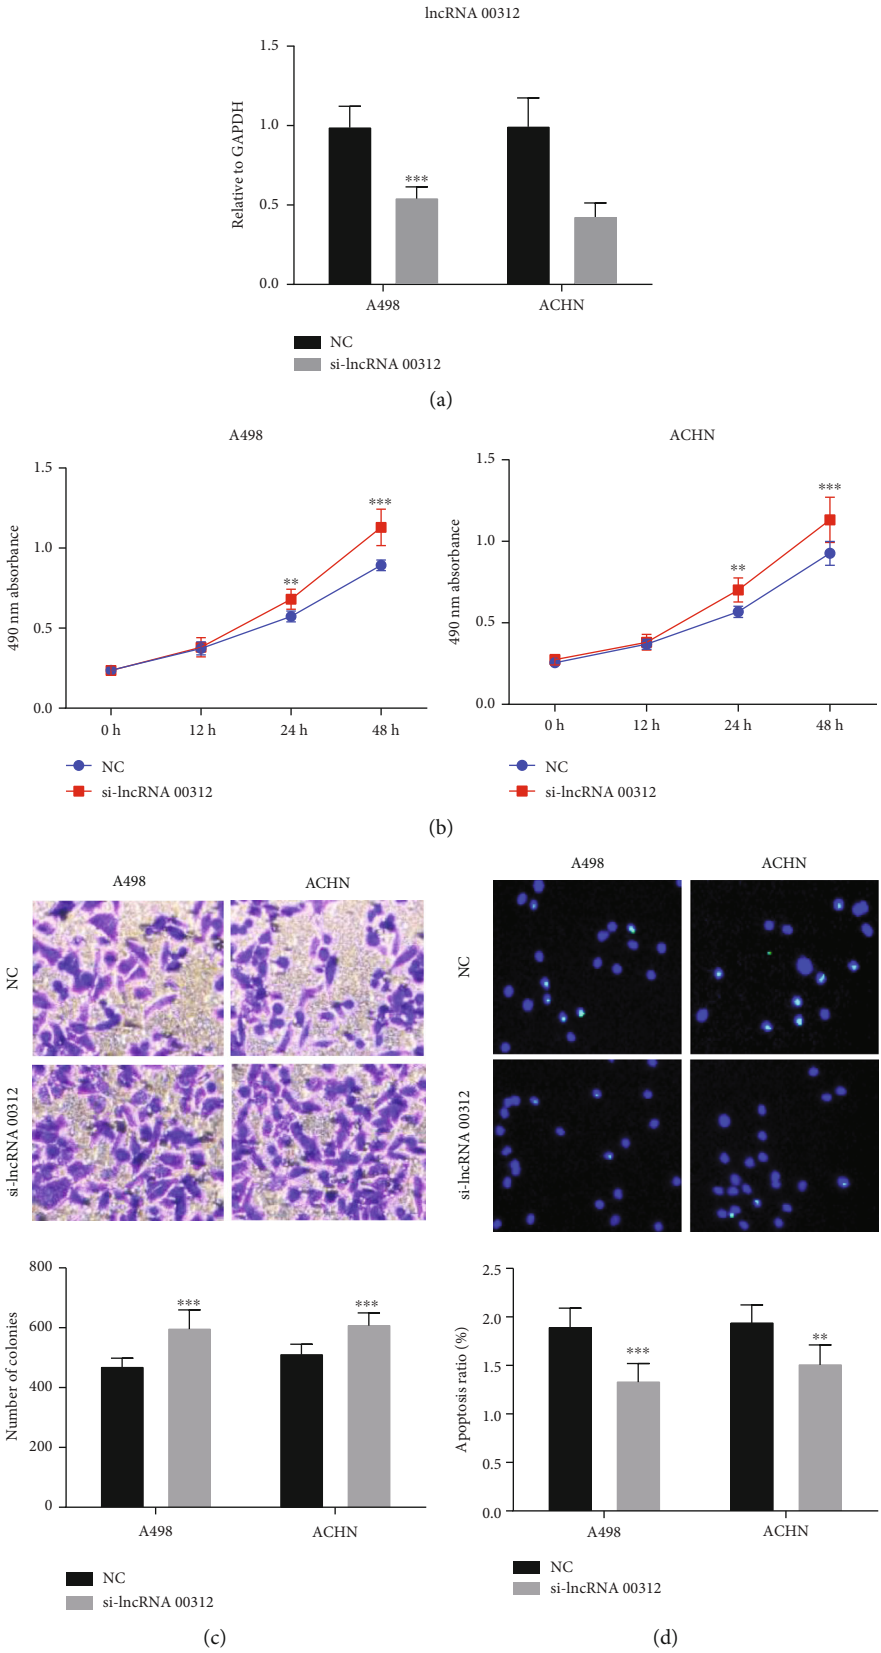 lncRNA 00312
1.5
1.0
0.5
0.0
Relative to GAPDH
***
A498
ACHN
NC
si-lncRNA 00312
(a)
A498
1.5
1.0
0.5
0.0
490 nm absorbance
**
***
0 h
12 h
24 h
48 h
NC
si-lncRNA 00312
ACHN
1.5
1.0
0.5
0.0
490 nm absorbance
**
***
0 h
12 h
24 h
48 h
NC
si-lncRNA 00312
(b)
A498
ACHN
NC
si-lncRNA 00312
800
600
400
200
0
Number of colonies
***
***
A498
ACHN
NC
si-lncRNA 00312
(c)
A498
ACHN
NC
si-lncRNA 00312
2.5
2.0
1.5
1.0
0.5
0.0
Apoptosis ratio (%)
***
**
A498
ACHN
NC
si-lncRNA 00312
(d)